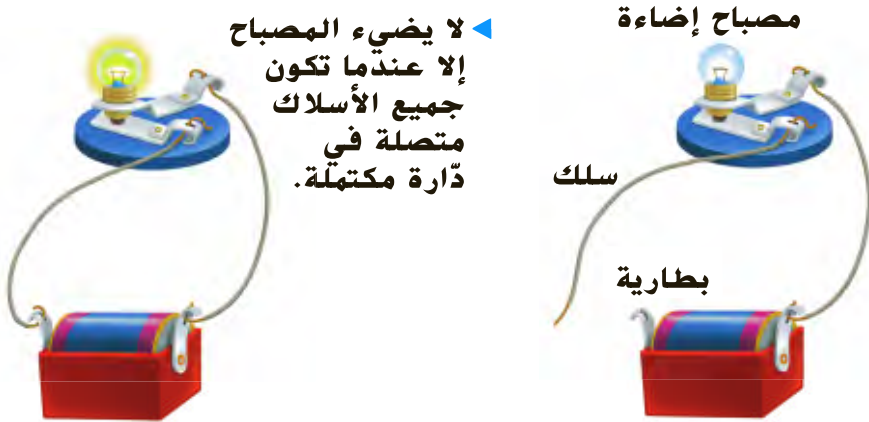 مصباح إضاءة
سلك
بطارية
لا يضيء المصباح
إلا عندما تكون
جميع الأسلاك
متصلة في
دّارة مكتملة.